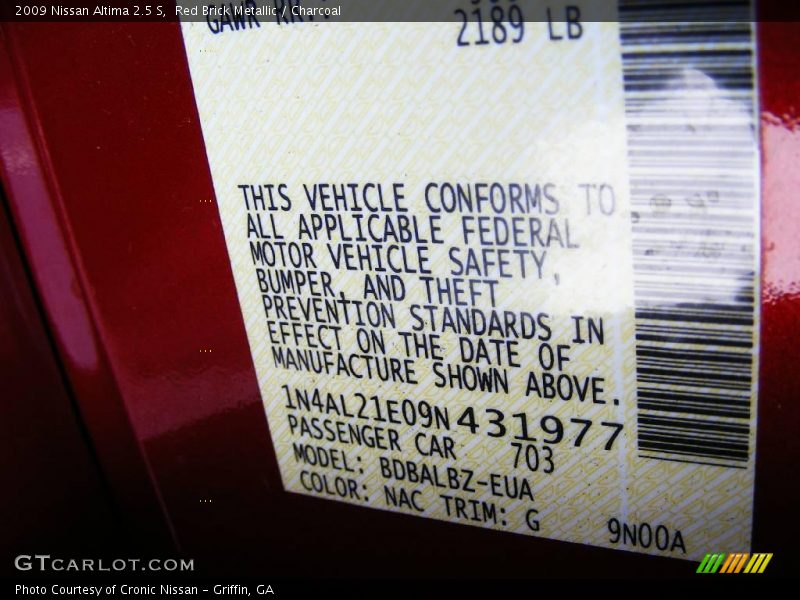 2009 Nissan Altima 2.5 S, Red Brick Metallic / Charcoal
GAWR RR:
2189 LB
THIS VEHICLE CONFORMS TO
ALL APPLICABLE FEDERAL
MOTOR VEHICLE SAFETY,
BUMPER, AND THEFT
PREVENTION STANDARDS IN
EFFECT ON THE DATE OF
MANUFACTURE SHOWN ABOVE.
1N4AL21E09N431977
PASSENGER CAR 703
MODEL: BDBALBZ-EUA
COLOR: NAC TRIM: G 9N00A
GTCARLOT.COM
Photo Courtesy of Cronic Nissan - Griffin, GA